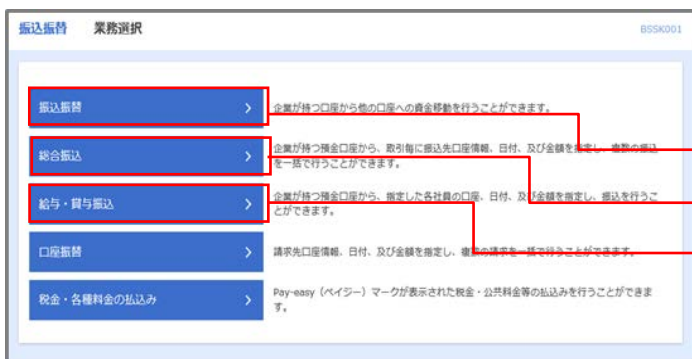 振込振替 業務選択 BSSK001
振込振替 > 企業が持つ口座から他の口座への資金移動を行うことができます。
総合振込 > 企業が持つ預金口座から、取引毎に振込先口座情報、日付、及び金額を指定し、複数の振込
を一括で行うことができます。
給与・賞与振込 > 企業が持つ預金口座から、指定した各社員の口座、日付、及び金額を指定し、振込を行うこ
とができます。
口座振替 > 請求先口座情報、日付、及び金額を指定し、複数の請求を一括で行うことができます。
税金・各種料金の払込み > Pay-easy（ペイジー）マークが表示された税金・公共料金等の払込みを行うことができま
す。